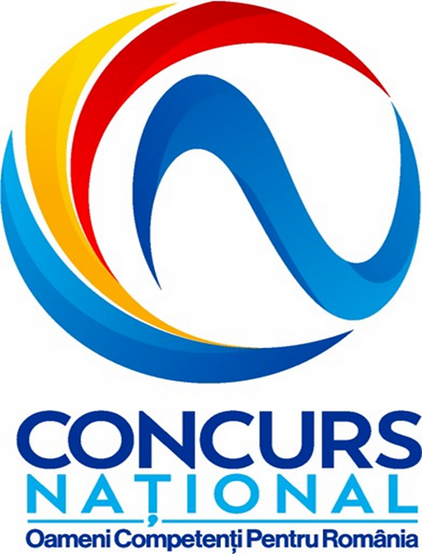 CONCURS
NAȚIONAL
Oameni Competenți Pentru România